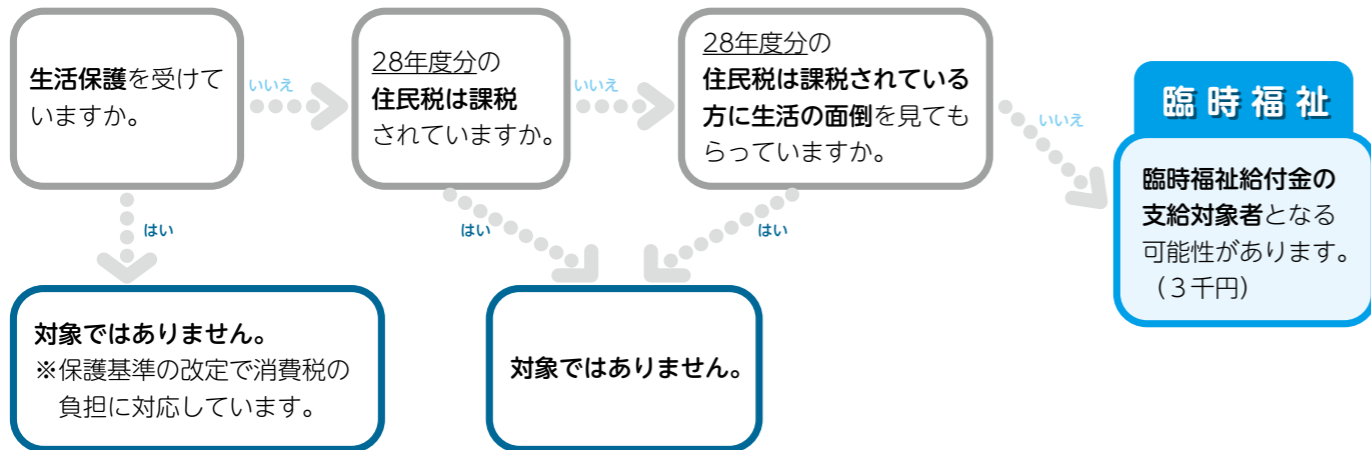 生活保護を受けて
いますか。
いいえ
28年度分の
住民税は課税
されていますか。
いいえ
28年度分の
住民税は課税されている
方に生活の面倒を見ても
らっていますか。
いいえ
臨時福祉
臨時福祉給付金の
支給対象者となる
可能性があります。
（３千円）
はい
はい
はい
対象ではありません。
※保護基準の改定で消費税の
負担に対応しています。
対象ではありません。